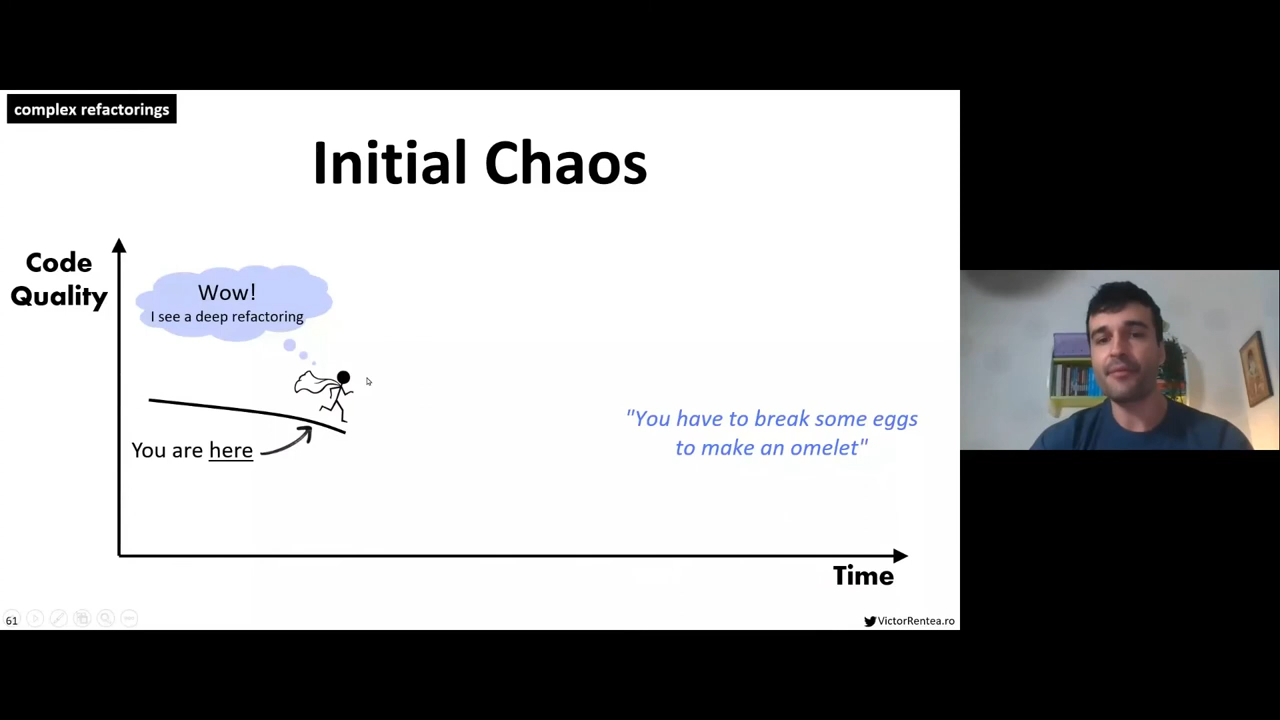 complex refactorings
Initial Chaos
Code
Quality
Wow!
I see a deep refactoring
You are here
"You have to break some eggs
to make an omelet"
Time
61
VictorRentea.ro